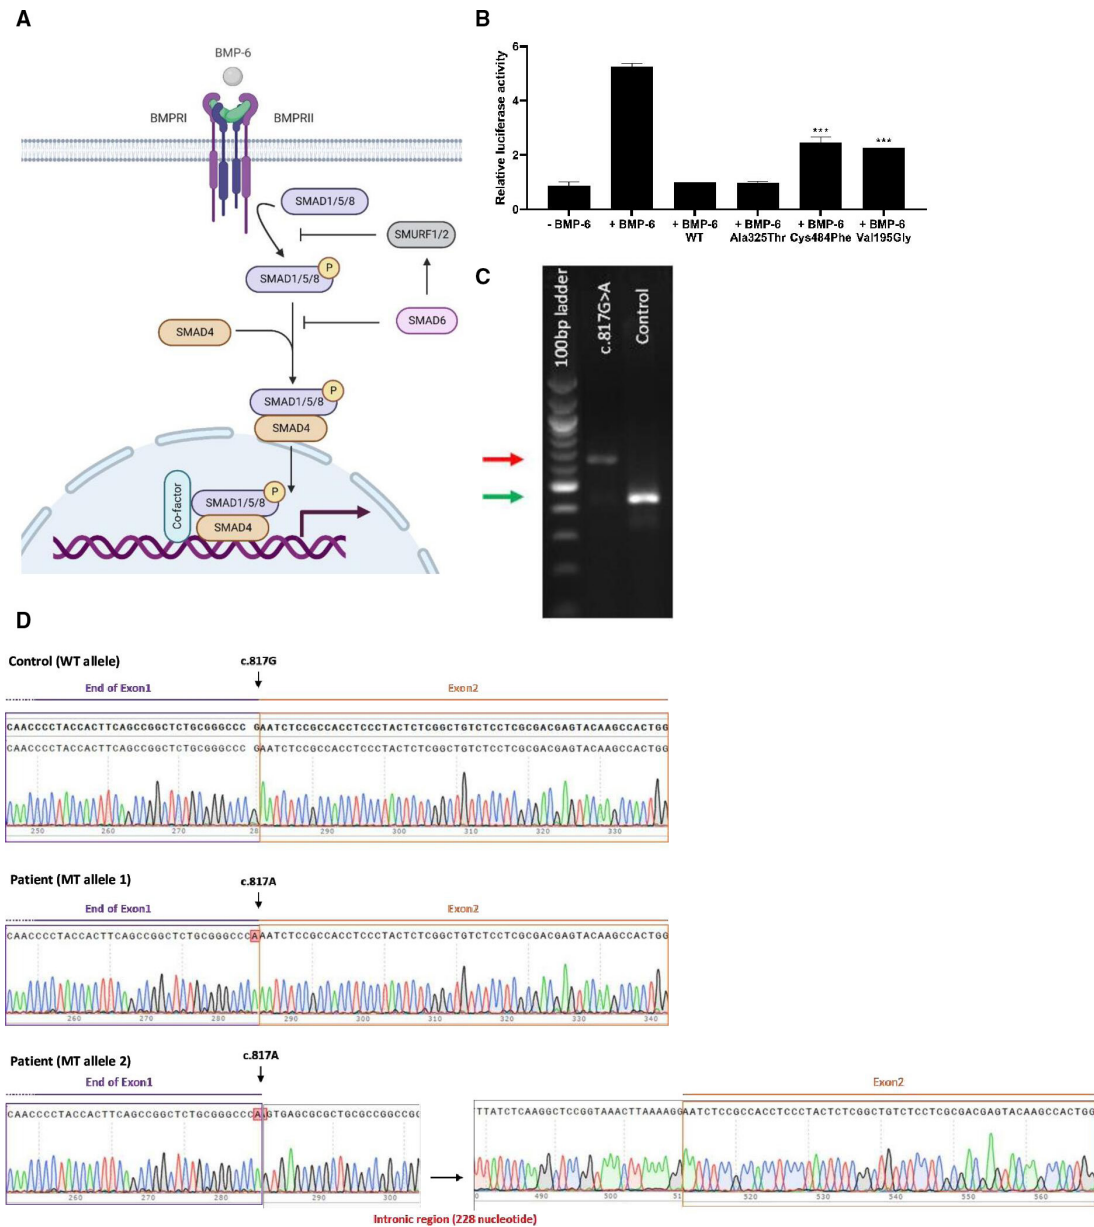 A
BMP-6
BMPRI
BMPRII
SMAD1/5/8
SMURF1/2
P
SMAD1/5/8
SMAD6
SMAD4
P
SMAD1/5/8
SMAD4
P
Co-factor
SMAD1/5/8
SMAD4
B
Relative luciferase activity
6
4
2
0
***
***
- BMP-6
+ BMP-6
+ BMP-6
WT
+ BMP-6
Ala325Thr
+ BMP-6
Cys484Phe
+ BMP-6
Val195Gly
C
100bp ladder
c.817G>A
Control
D
Control (WT allele)
c.817G
End of Exon1
Exon2
CAACCCCTACCACTTCAGCCGGCTCTGCGGGCCC GAATCTCCGCCACCTCCCTACTCTCGGCTGTCTCCTCGCGACGAGTACAAGCCACTGG
CAACCCCTACCACTTCAGCCGGCTCTGCGGGCCC GAATCTCCGCCACCTCCCTACTCTCGGCTGTCTCCTCGCGACGAGTACAAGCCACTGG
250 260 270 281 290 300 310 320 330
Patient (MT allele 1)
c.817A
End of Exon1
Exon2
CAACCCCTACCACTTCAGCCGGCTCTGCGGGCCCAAATCTCCGCCACCTCCCTACTCTCGGCTGTCTCCTCGCGACGAGTACAAGCCACTGG
260 270 280 290 300 310 320 330 340
Patient (MT allele 2)
c.817A
End of Exon1
Exon2
CAACCCCTACCACTTCAGCCGGCTCTGCGGGCCCAAGTGAGCGCGCTGCGCCGGCCGC
TTATCTCAAGGCTCCGGTAAACTTAAAAGGAATCTCCGCCACCTCCCTACTCTCGGCTGTCTCCTCGCGACGAGTACAAGCCACTGG
260 270 280 290 300
0 490 500 510 520 530 540 550 560
Intronic region (228 nucleotide)